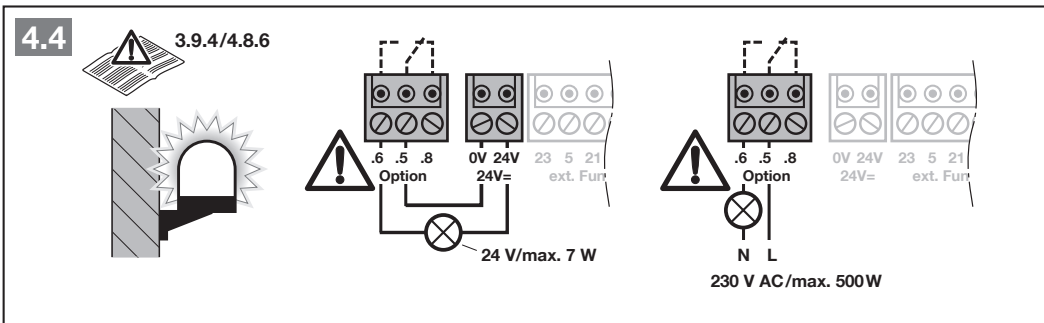 4.4
3.9.4/4.8.6
.6 .5 .8
Option
0V 24V
24V=
23 5 21
ext. Fun
24 V/max. 7 W
.6 .5 .8
Option
0V 24V
24V=
23 5 21
ext. Fun
N L
230 V AC/max. 500W